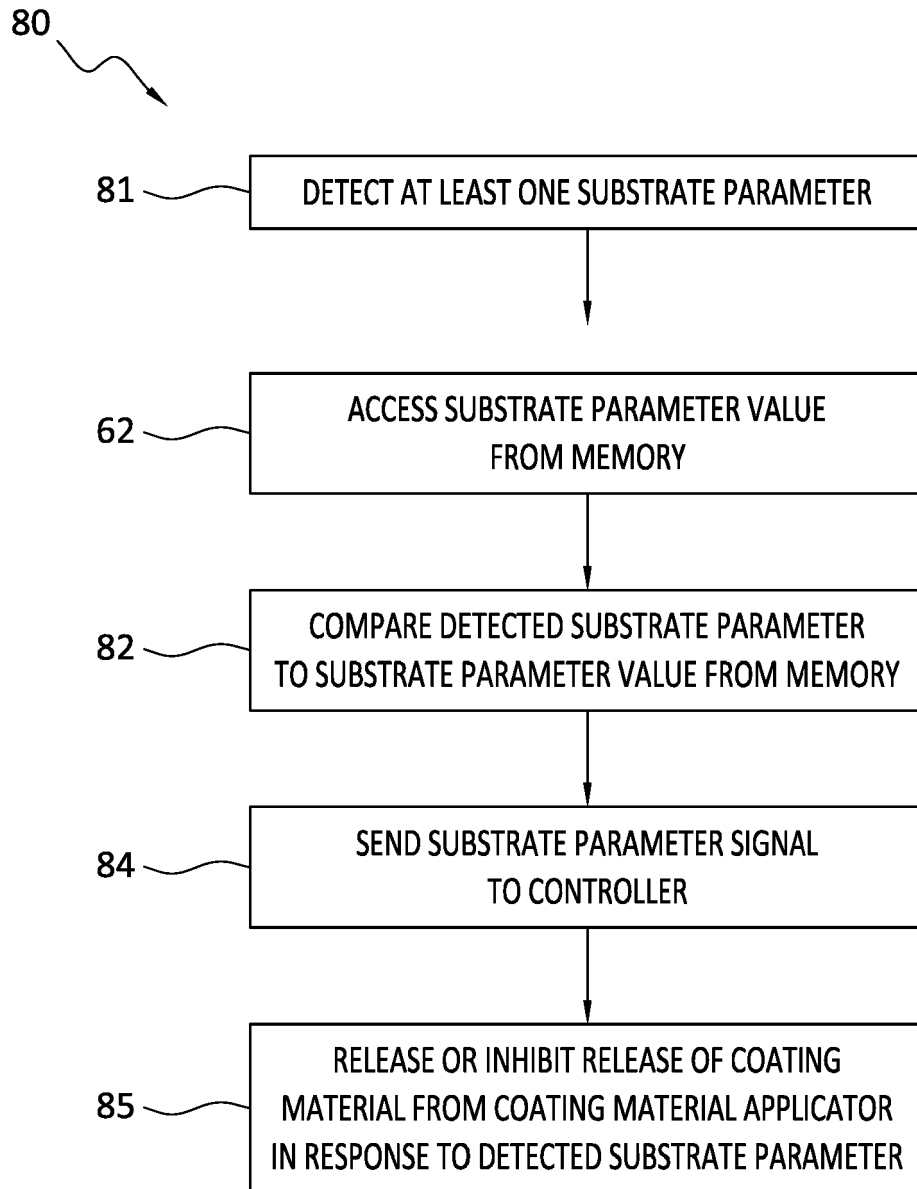 80
81
DETECT AT LEAST ONE SUBSTRATE PARAMETER
62
ACCESS SUBSTRATE PARAMETER VALUE
FROM MEMORY
82
COMPARE DETECTED SUBSTRATE PARAMETER
TO SUBSTRATE PARAMETER VALUE FROM MEMORY
84
SEND SUBSTRATE PARAMETER SIGNAL
TO CONTROLLER
85
RELEASE OR INHIBIT RELEASE OF COATING
MATERIAL FROM COATING MATERIAL APPLICATOR
IN RESPONSE TO DETECTED SUBSTRATE PARAMETER